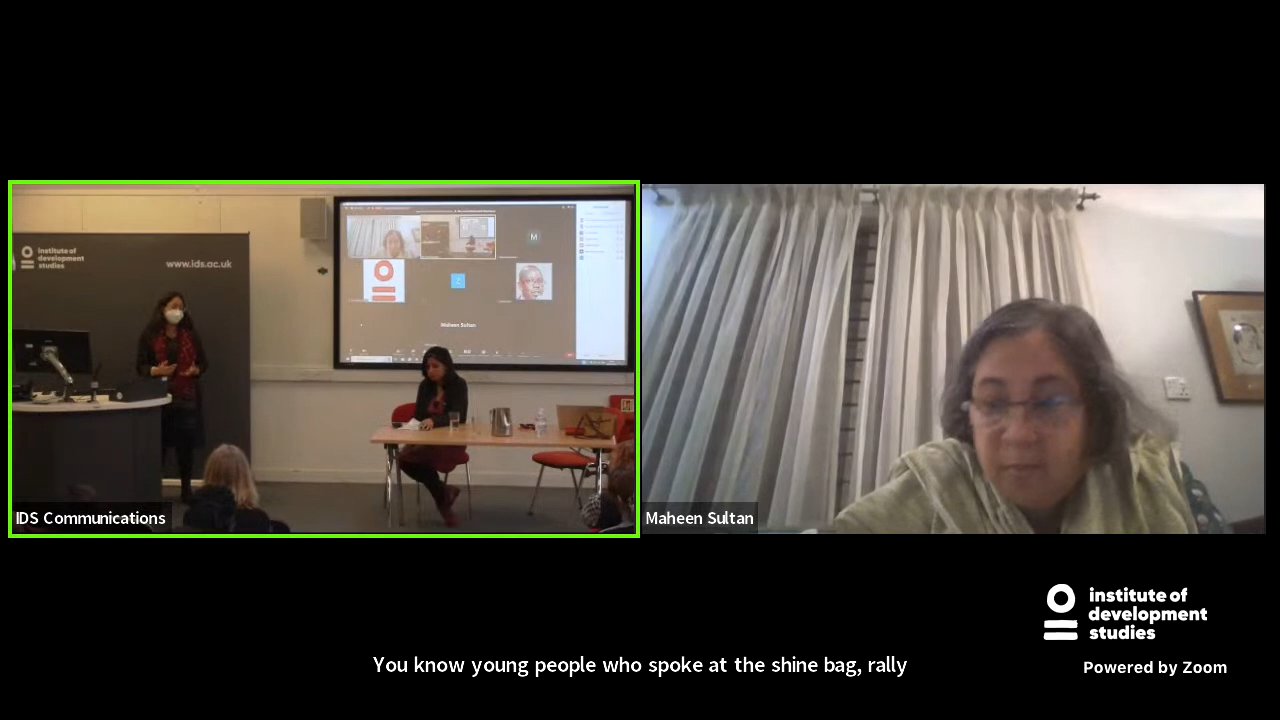 institute of
development
studies
www.ids.ac.uk
M
Z
Maheen Sultan
IDS Communications
Maheen Sultan
institute of
development
studies
Powered by Zoom
You know young people who spoke at the shine bag, rally